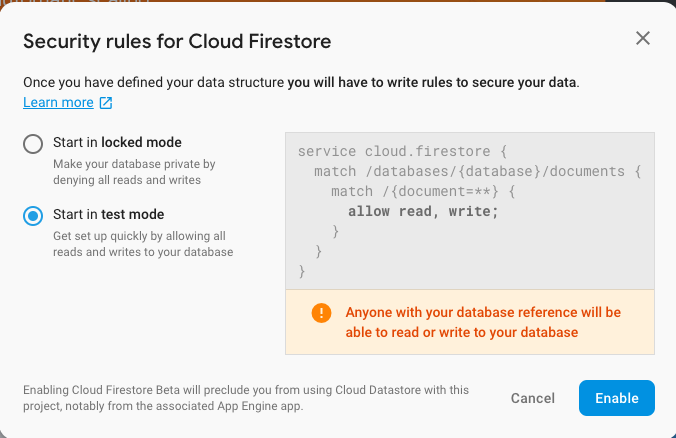 Security rules for Cloud Firestore
Once you have defined your data structure you will have to write rules to secure your data.
Learn more
Start in locked mode
Make your database private by
denying all reads and writes
Start in test mode
Get set up quickly by allowing all
reads and writes to your database
service cloud.firestore {
match /databases/{database}/documents {
match /{document=**} {
allow read, write;
}
}
}
Anyone with your database reference will be
able to read or write to your database
Enabling Cloud Firestore Beta will preclude you from using Cloud Datastore with this
project, notably from the associated App Engine app.
Cancel
Enable